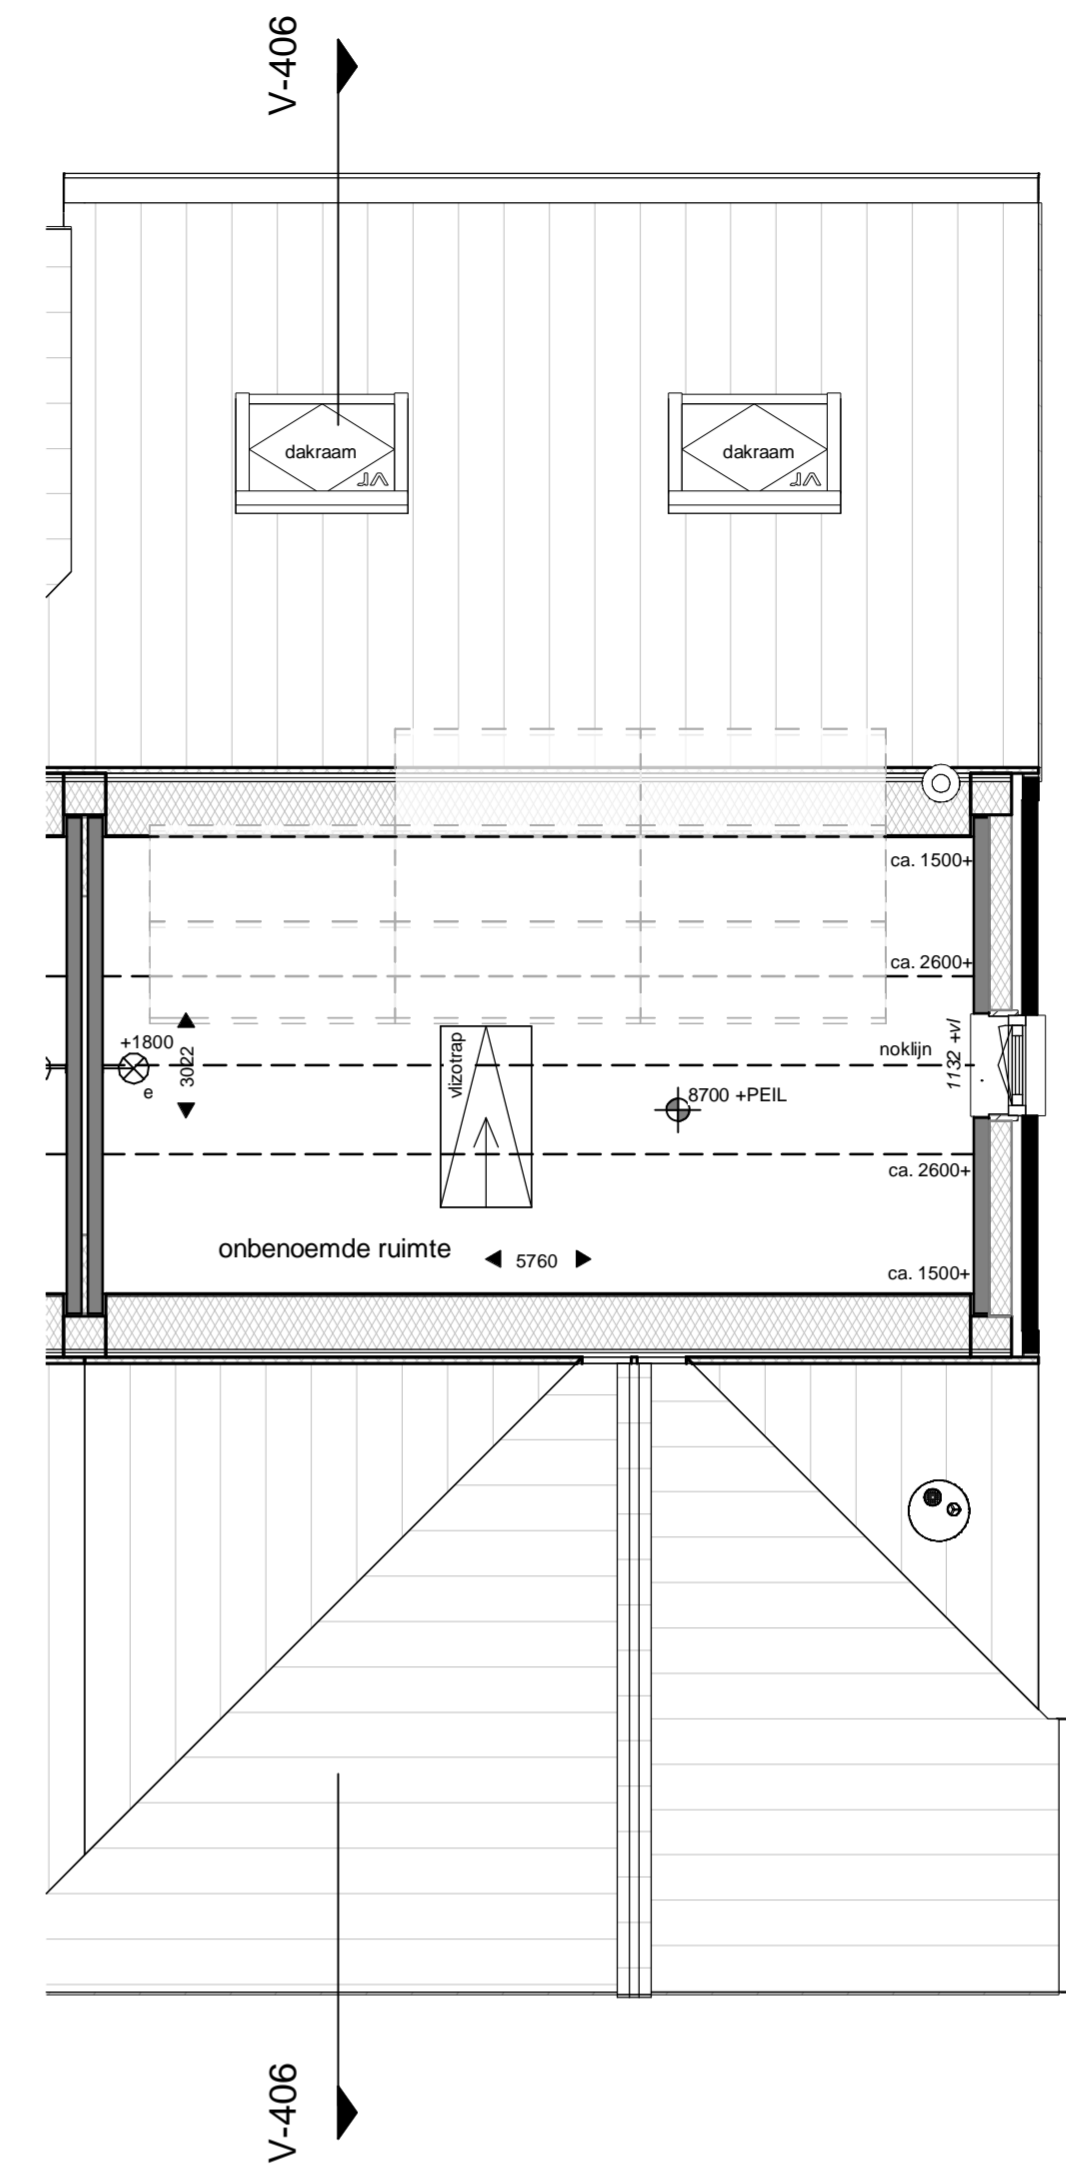 V-406
dakraam
dakraam
ca. 1500+
ca. 2600+
+1800
3022
e
vlizotrap
noklijn
1132 +vl
8700 +PEIL
ca. 2600+
onbenoemde ruimte
5760
ca. 1500+
V-406